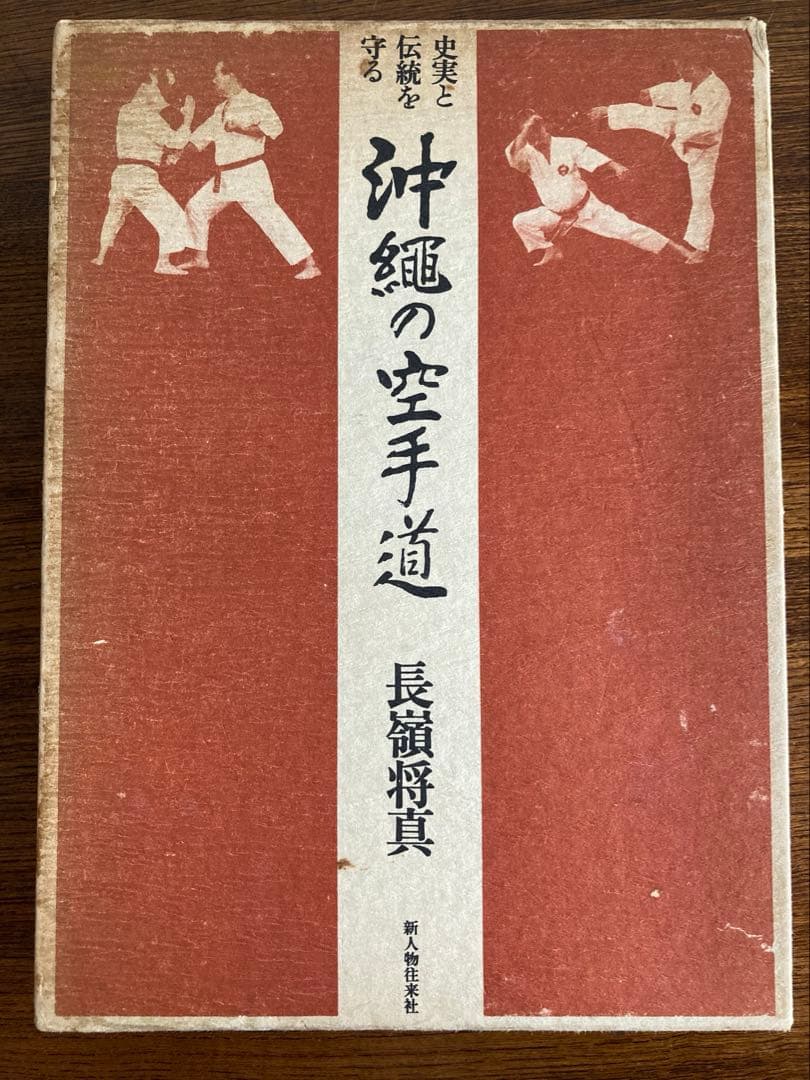 史実と
伝統を
守る
沖繩の空手道
長嶺将真
新人物往来社